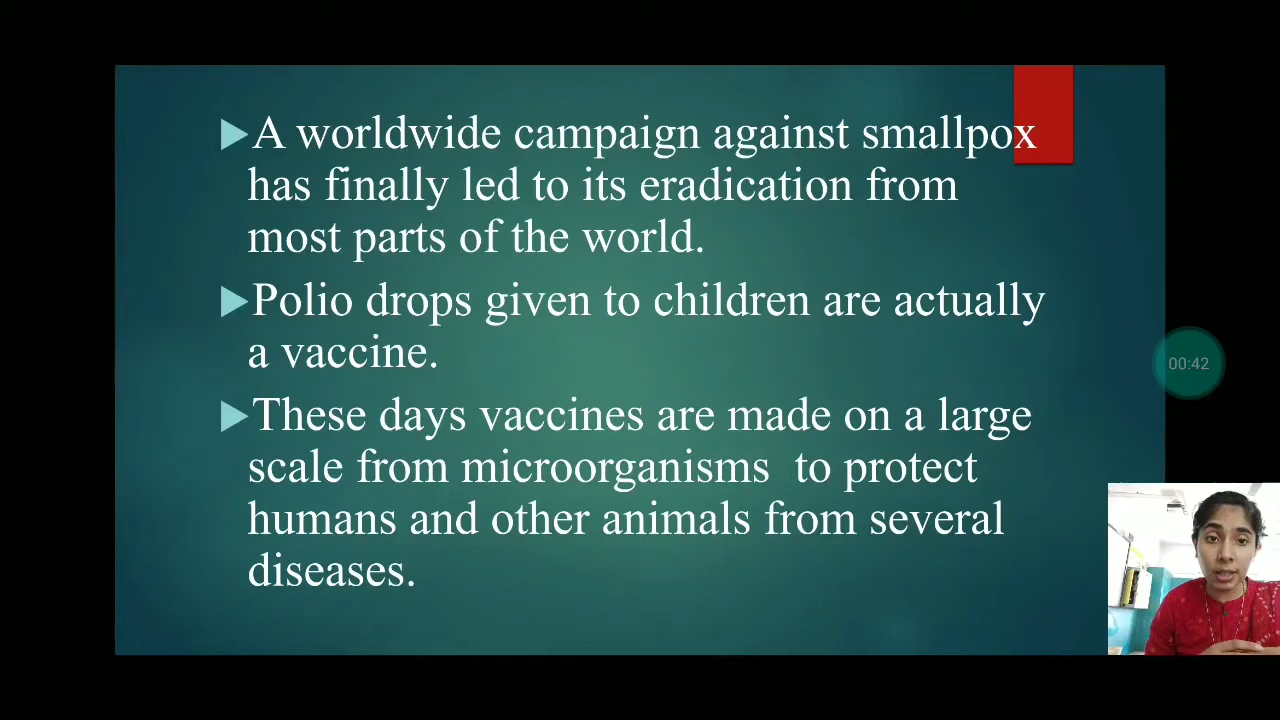 A worldwide campaign against smallpox
has finally led to its eradication from
most parts of the world.
Polio drops given to children are actually
a vaccine.
These days vaccines are made on a large
scale from microorganisms to protect
humans and other animals from several
diseases.
00:42